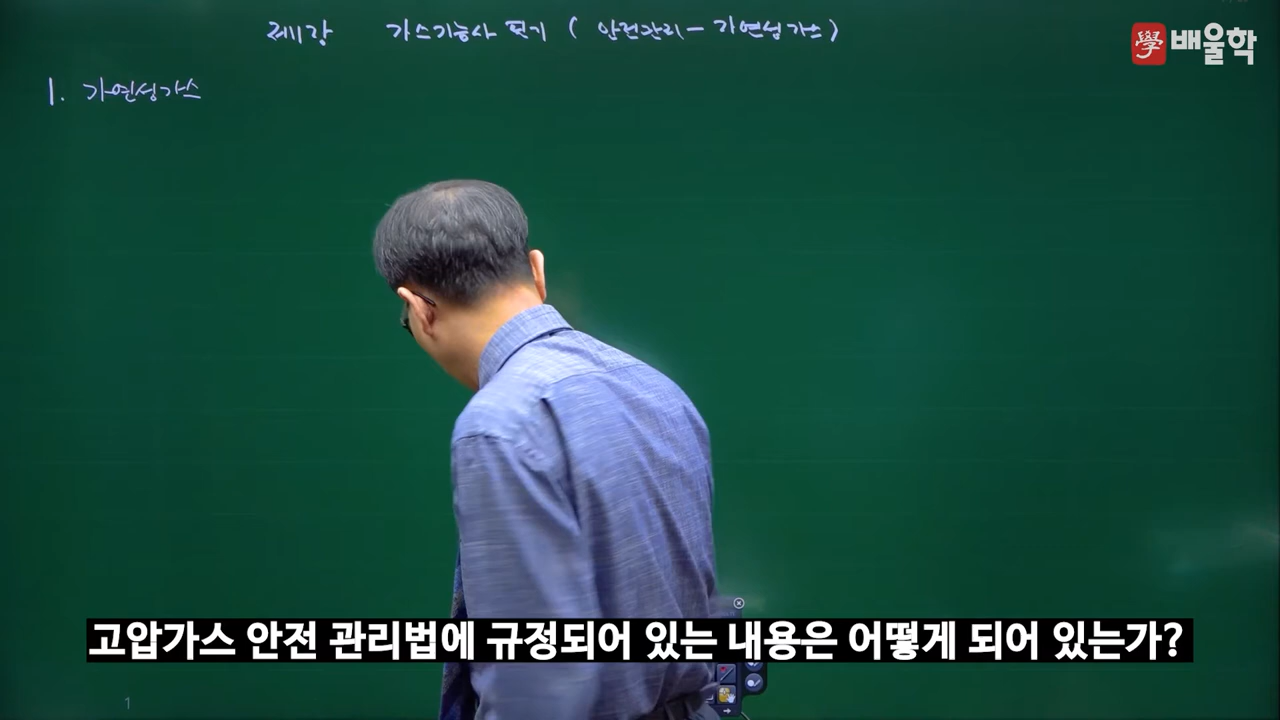 제1강 가스기능사 필기 (안전관리-가연성가스)
學 배울학
1. 가연성가스
고압가스 안전 관리법에 규정되어 있는 내용은 어떻게 되어 있는가?
1